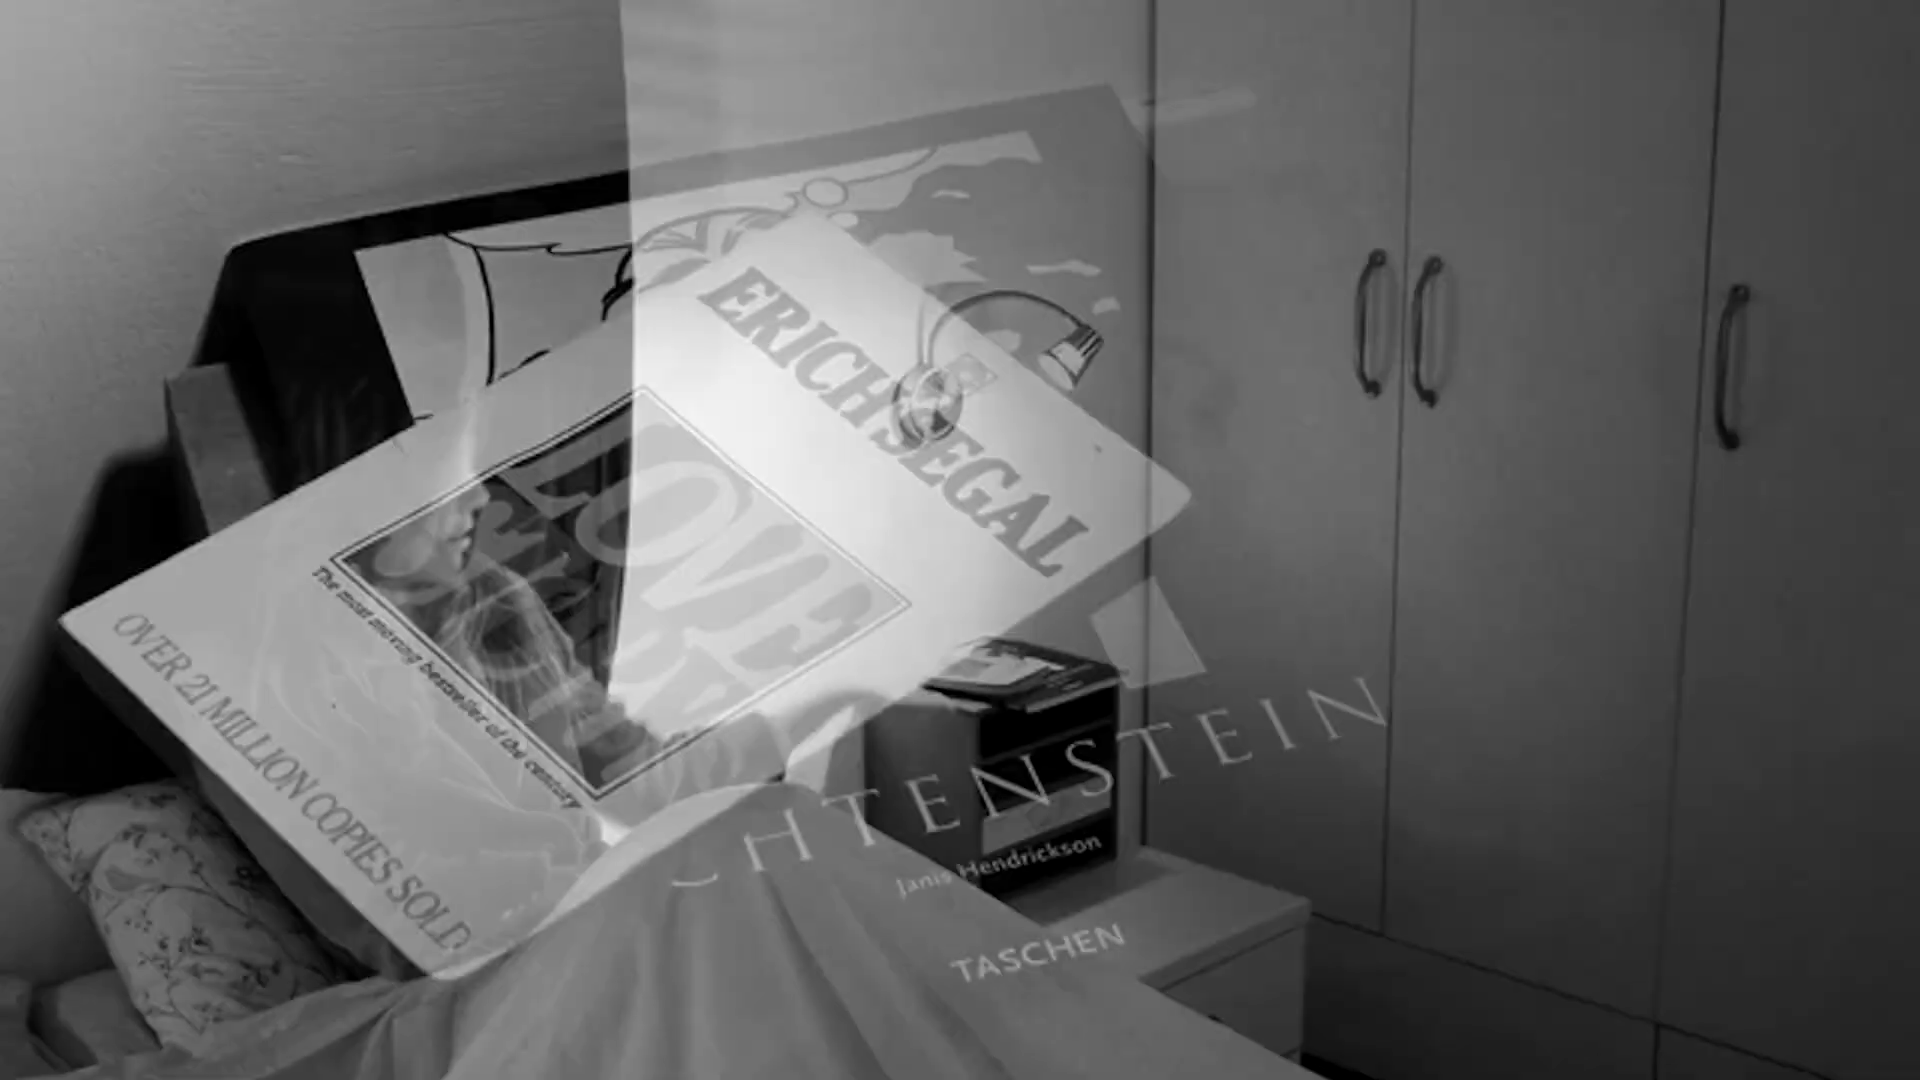 ERICH SEGAL
LOVE
The most moving bestseller of the century
OVER 21 MILLION COPIES SOLD
CHTENSTEIN
Janis Hendrickson
TASCHEN